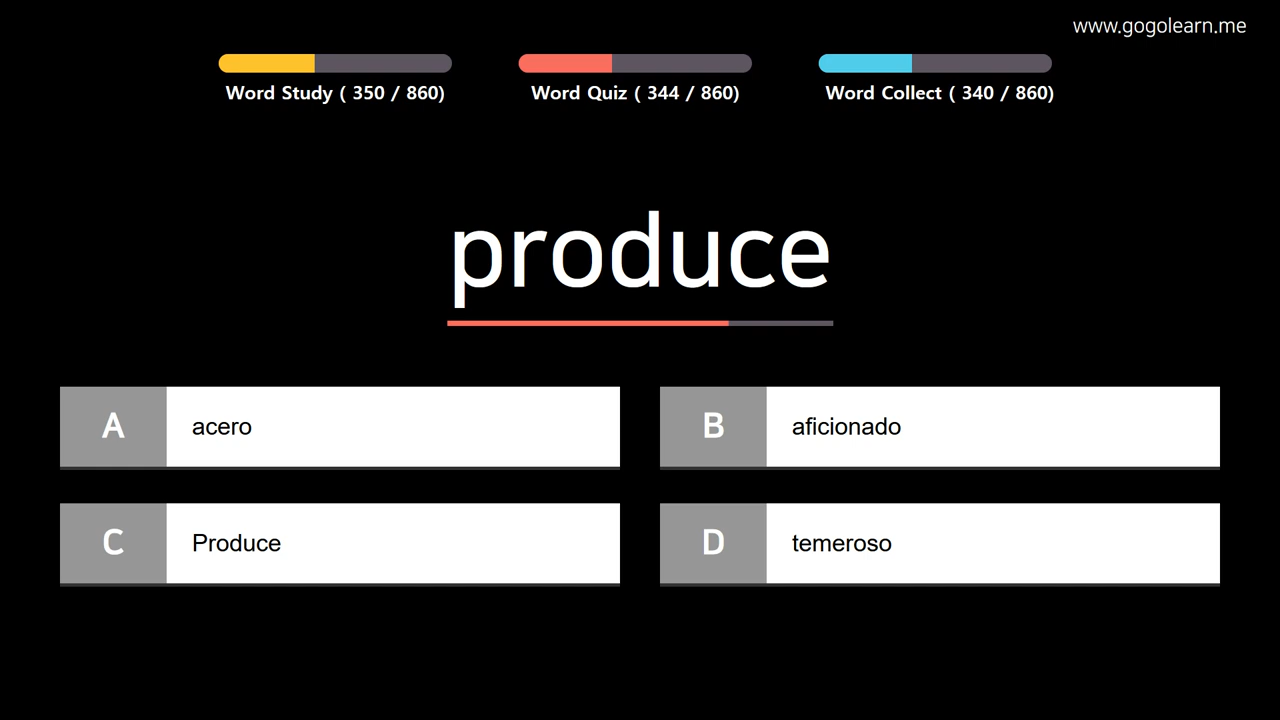 www.gogolearn.me
Word Study ( 350 / 860)
Word Quiz ( 344 / 860)
Word Collect ( 340 / 860)
produce
A acero
B aficionado
C Produce
D temeroso